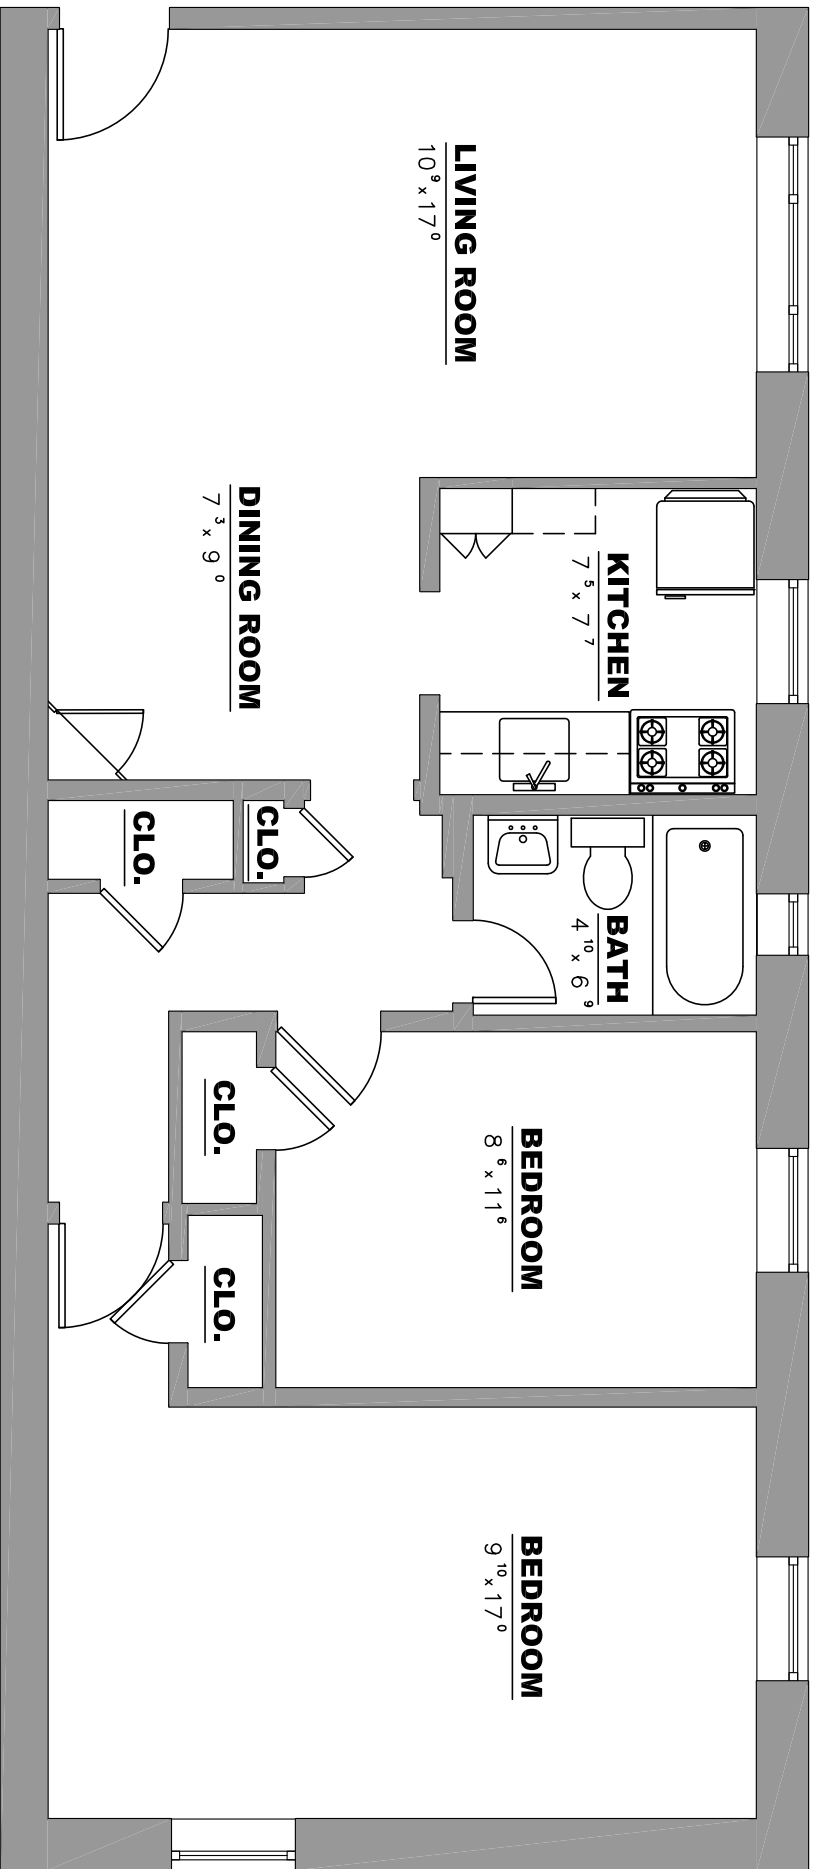 LIVING ROOM
10⁹ x 17⁰
DINING ROOM
7³ x 9⁰
KITCHEN
7⁵ x 7⁷
CLO.
CLO.
BATH
4¹⁰ x 6⁹
CLO.
BEDROOM
8⁶ x 11⁶
CLO.
BEDROOM
9¹⁰ x 17⁰